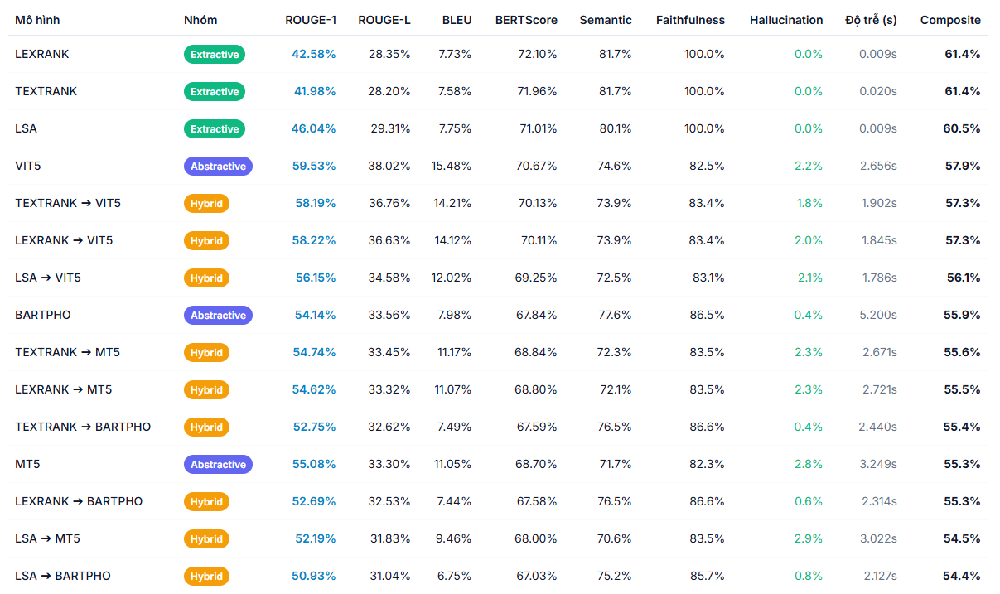 Mô hình Nhóm ROUGE-1 ROUGE-L BLEU BERTScore Semantic Faithfulness Hallucination Độ trễ (s) Composite
LEXRANK Extractive 42.58% 28.35% 7.73% 72.10% 81.7% 100.0% 0.0% 0.009s 61.4%
TEXTRANK Extractive 41.98% 28.20% 7.58% 71.96% 81.7% 100.0% 0.0% 0.020s 61.4%
LSA Extractive 46.04% 29.31% 7.75% 71.01% 80.1% 100.0% 0.0% 0.009s 60.5%
VIT5 Abstractive 59.53% 38.02% 15.48% 70.67% 74.6% 82.5% 2.2% 2.656s 57.9%
TEXTRANK → VIT5 Hybrid 58.19% 36.76% 14.21% 70.13% 73.9% 83.4% 1.8% 1.902s 57.3%
LEXRANK → VIT5 Hybrid 58.22% 36.63% 14.12% 70.11% 73.9% 83.4% 2.0% 1.845s 57.3%
LSA → VIT5 Hybrid 56.15% 34.58% 12.02% 69.25% 72.5% 83.1% 2.1% 1.786s 56.1%
BARTPHO Abstractive 54.14% 33.56% 7.98% 67.84% 77.6% 86.5% 0.4% 5.200s 55.9%
TEXTRANK → MT5 Hybrid 54.74% 33.45% 11.17% 68.84% 72.3% 83.5% 2.3% 2.671s 55.6%
LEXRANK → MT5 Hybrid 54.62% 33.32% 11.07% 68.80% 72.1% 83.5% 2.3% 2.721s 55.5%
TEXTRANK → BARTPHO Hybrid 52.75% 32.62% 7.49% 67.59% 76.5% 86.6% 0.4% 2.440s 55.4%
MT5 Abstractive 55.08% 33.30% 11.05% 68.70% 71.7% 82.3% 2.8% 3.249s 55.3%
LEXRANK → BARTPHO Hybrid 52.69% 32.53% 7.44% 67.58% 76.5% 86.6% 0.6% 2.314s 55.3%
LSA → MT5 Hybrid 52.19% 31.83% 9.46% 68.00% 70.6% 83.5% 2.9% 3.022s 54.5%
LSA → BARTPHO Hybrid 50.93% 31.04% 6.75% 67.03% 75.2% 85.7% 0.8% 2.127s 54.4%